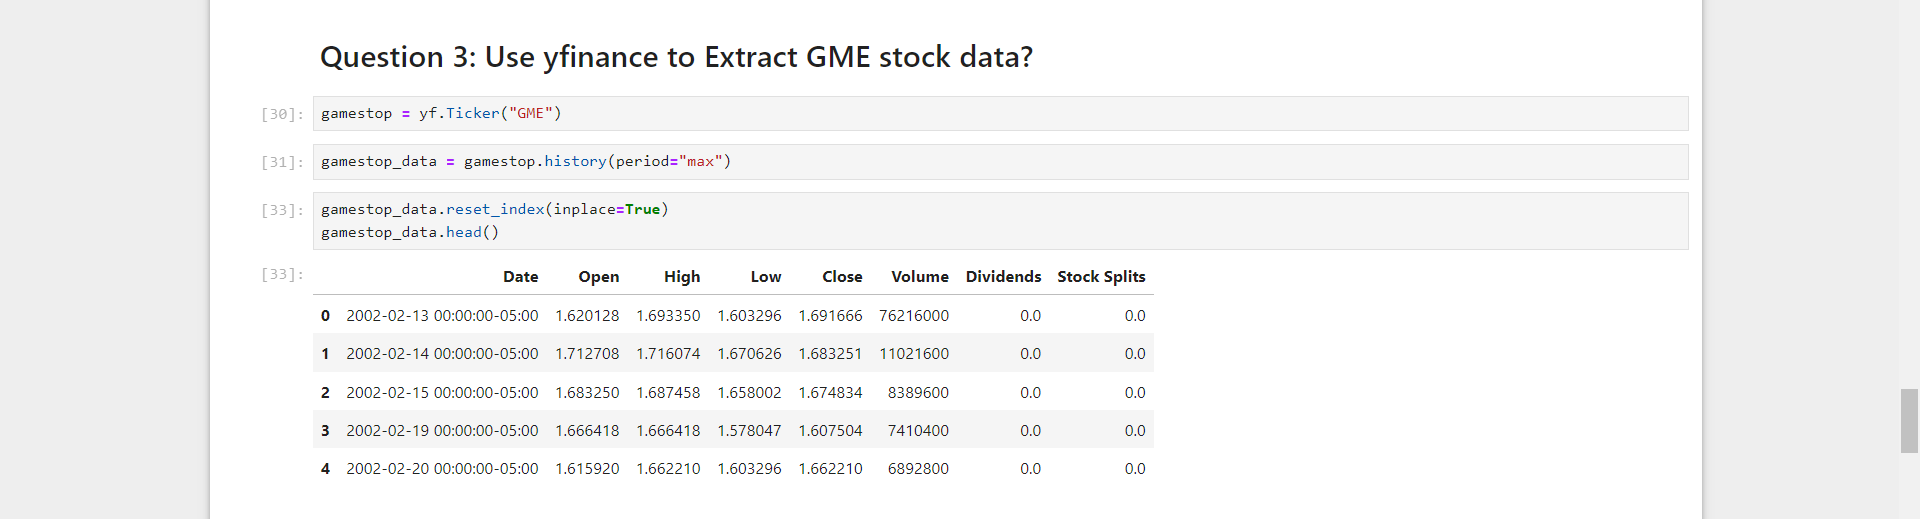 Question 3: Use yfinance to Extract GME stock data?
[30]: gamestop = yf.Ticker("GME")
[31]: gamestop_data = gamestop.history(period="max")
[33]: gamestop_data.reset_index(inplace=True)
gamestop_data.head()
[33]: Date Open High Low Close Volume Dividends Stock Splits
0 2002-02-13 00:00:00-05:00 1.620128 1.693350 1.603296 1.691666 76216000 0.0 0.0
1 2002-02-14 00:00:00-05:00 1.712708 1.716074 1.670626 1.683251 11021600 0.0 0.0
2 2002-02-15 00:00:00-05:00 1.683250 1.687458 1.658002 1.674834 8389600 0.0 0.0
3 2002-02-19 00:00:00-05:00 1.666418 1.666418 1.578047 1.607504 7410400 0.0 0.0
4 2002-02-20 00:00:00-05:00 1.615920 1.662210 1.603296 1.662210 6892800 0.0 0.0